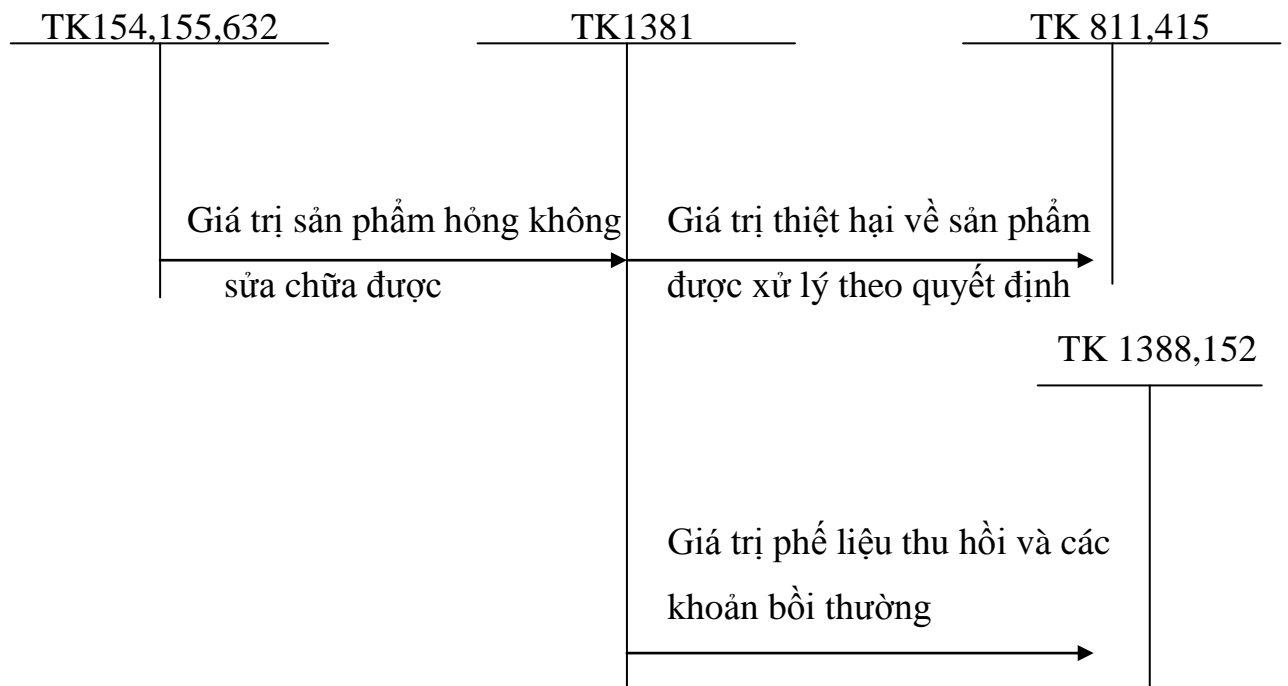 TK154,155,632 TK1381 TK 811,415
Giá trị sản phẩm hỏng không
sửa chữa được
Giá trị thiệt hại về sản phẩm
được xử lý theo quyết định
TK 1388,152
Giá trị phế liệu thu hồi và các
khoản bồi thường